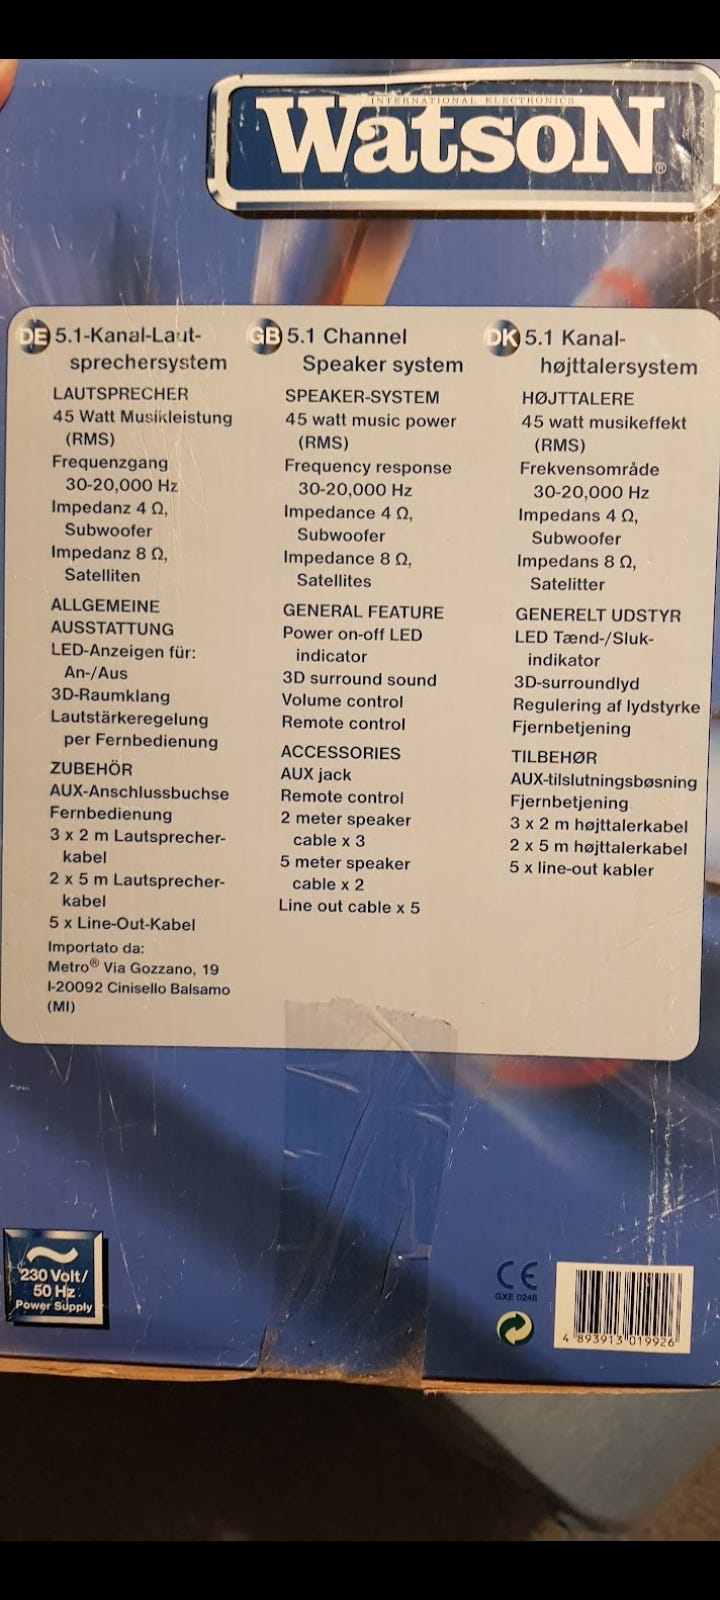 INTERNATIONAL ELECTRONICS
WatsoN®
DE 5.1-Kanal-Laut-
sprechersystem
LAUTSPRECHER
45 Watt Musikleistung
(RMS)
Frequenzgang
30-20,000 Hz
Impedanz 4 Ω,
Subwoofer
Impedanz 8 Ω,
Satelliten
ALLGEMEINE
AUSSTATTUNG
LED-Anzeigen für:
An-/Aus
3D-Raumklang
Lautstärkeregelung
per Fernbedienung
ZUBEHÖR
AUX-Anschlussbuchse
Fernbedienung
3 x 2 m Lautsprecher-
kabel
2 x 5 m Lautsprecher-
kabel
5 x Line-Out-Kabel
Importato da:
Metro® Via Gozzano, 19
I-20092 Cinisello Balsamo
(MI)
GB 5.1 Channel
Speaker system
SPEAKER-SYSTEM
45 watt music power
(RMS)
Frequency response
30-20,000 Hz
Impedance 4 Ω,
Subwoofer
Impedance 8 Ω,
Satellites
GENERAL FEATURE
Power on-off LED
indicator
3D surround sound
Volume control
Remote control
ACCESSORIES
AUX jack
Remote control
2 meter speaker
cable x 3
5 meter speaker
cable x 2
Line out cable x 5
DK 5.1 Kanal-
højttalersystem
HØJTTALERE
45 watt musikeffekt
(RMS)
Frekvensområde
30-20,000 Hz
Impedans 4 Ω,
Subwoofer
Impedans 8 Ω,
Satelitter
GENERELT UDSTYR
LED Tænd-/Sluk-
indikator
3D-surroundlyd
Regulering af lydstyrke
Fjernbetjening
TILBEHØR
AUX-tilslutningsbøsning
Fjernbetjening
3 x 2 m højttalerkabel
2 x 5 m højttalerkabel
5 x line-out kabler
230 Volt/
50 Hz
Power Supply
CE
GXE 0248
4 893913 019926